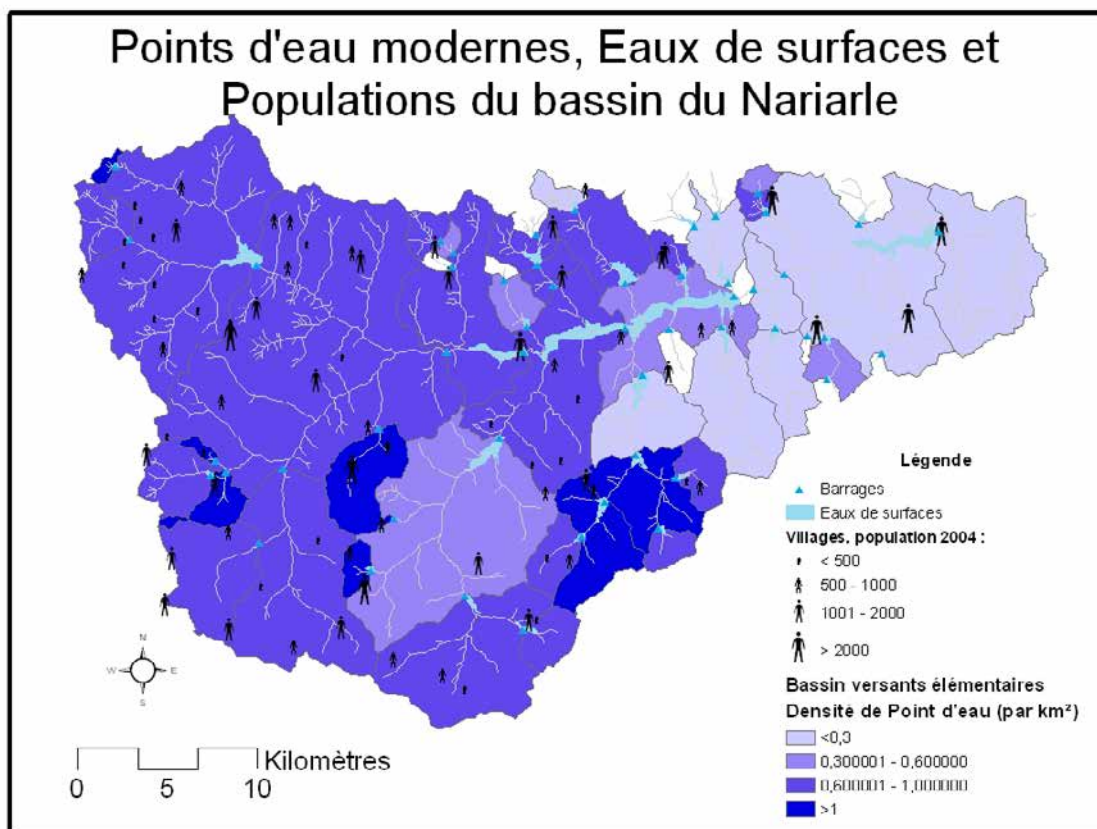 Points d'eau modernes, Eaux de surfaces et
Populations du bassin du Nariarle
Légende
Barrages
Eaux de surfaces
Villages, population 2004 :
< 500
500 - 1000
1001 - 2000
> 2000
Bassin versants élémentaires
Densité de Point d'eau (par km²)
<0,3
0,300001 - 0,600000
0,600001 - 1,000000
>1
N
W E
S
Kilomètres
0 5 10